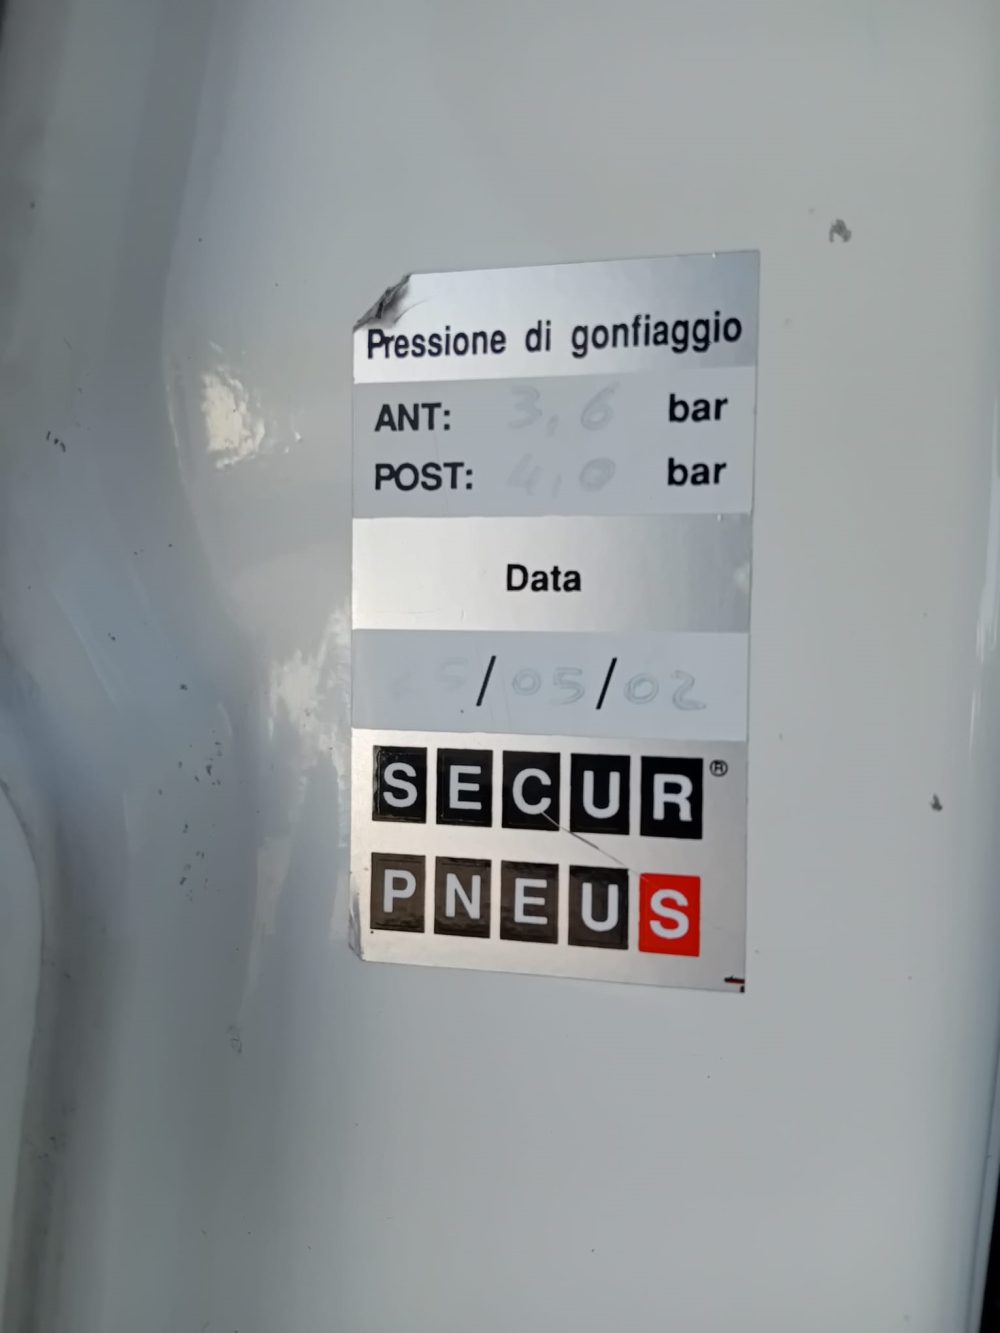 Pressione di gonfiaggio
ANT: 3,6 bar
POST: 4,0 bar
Data
/05/02
SECUR®
PNEUS